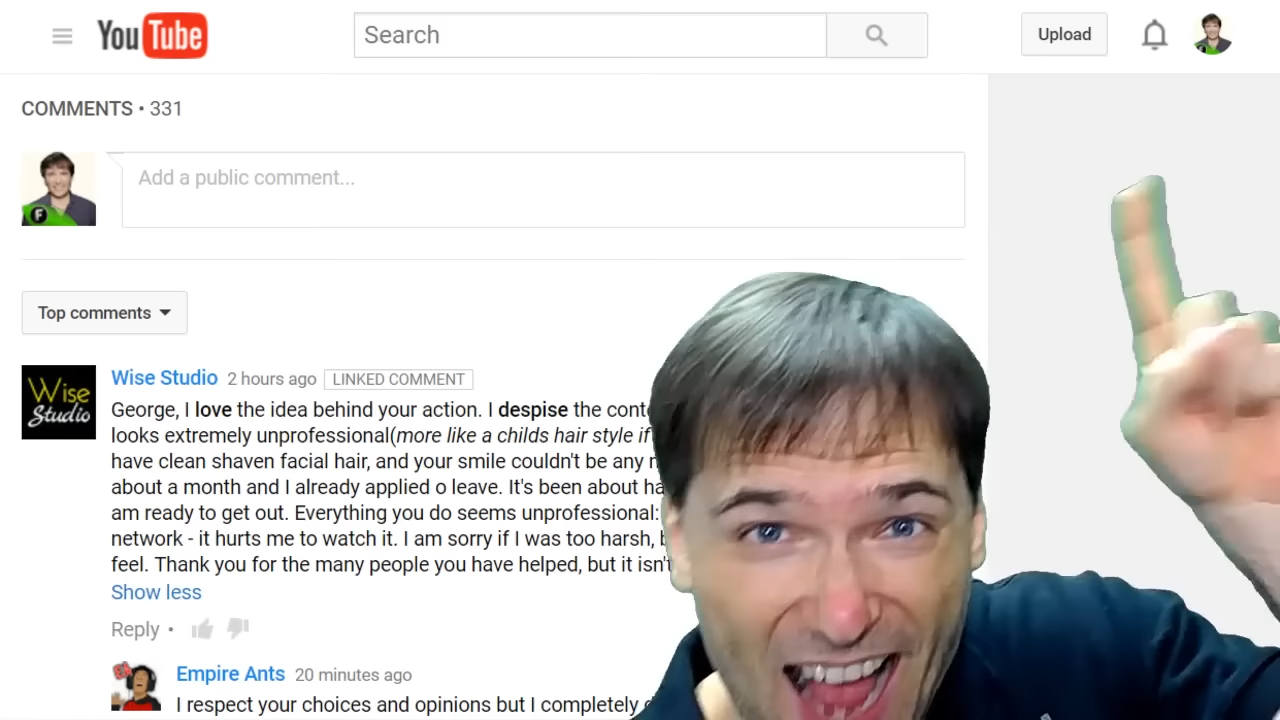 YouTube
Search
Upload
COMMENTS • 331
Add a public comment...
Top comments
Wise Studio 2 hours ago LINKED COMMENT
George, I love the idea behind your action. I despise the
looks extremely unprofessional(more like a childs hair style if
have clean shaven facial hair, and your smile couldn't be any
about a month and I already applied o leave. It's been about
am ready to get out. Everything you do seems unprofessional:
network - it hurts me to watch it. I am sorry if I was too harsh,
feel. Thank you for the many people you have helped, but it
Show less
Reply •
Wise Studio
F
Empire Ants 20 minutes ago
I respect your choices and opinions but I completely